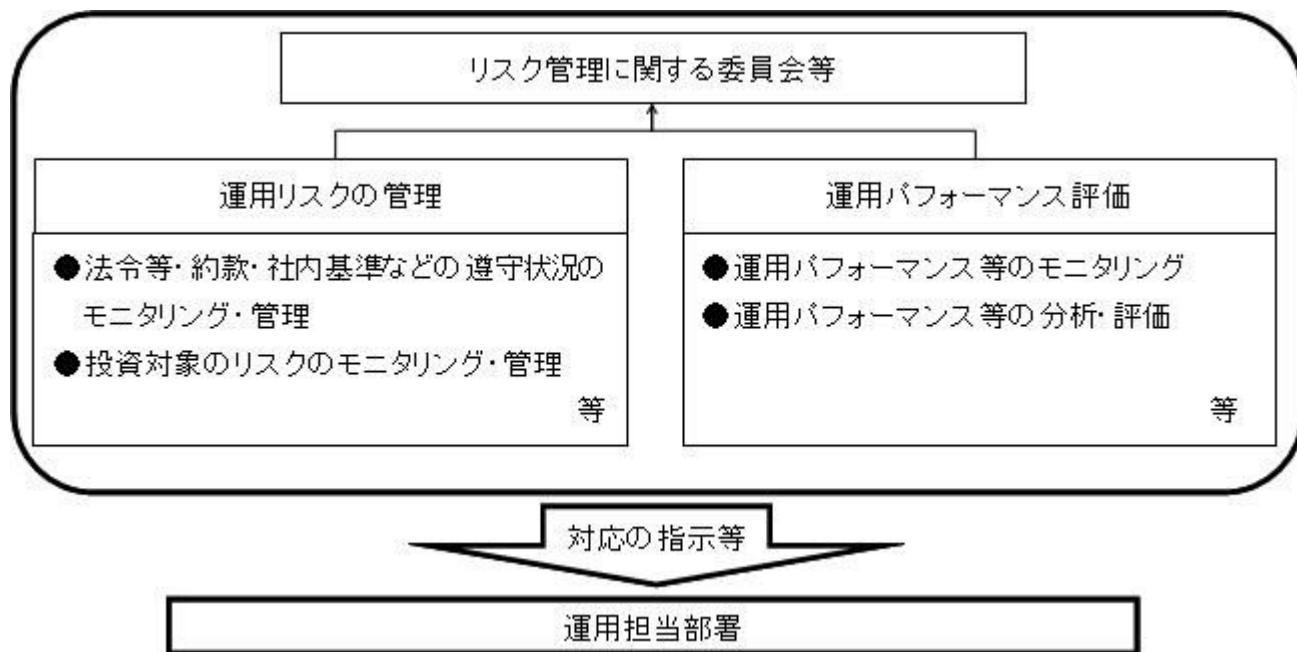 リスク管理に関する委員会等
運用リスクの管理
●法令等・約款・社内基準などの遵守状況の
モニタリング・管理
●投資対象のリスクのモニタリング・管理
等
運用パフォーマンス評価
●運用パフォーマンス等のモニタリング
●運用パフォーマンス等の分析・評価
等
対応の指示等
運用担当部署